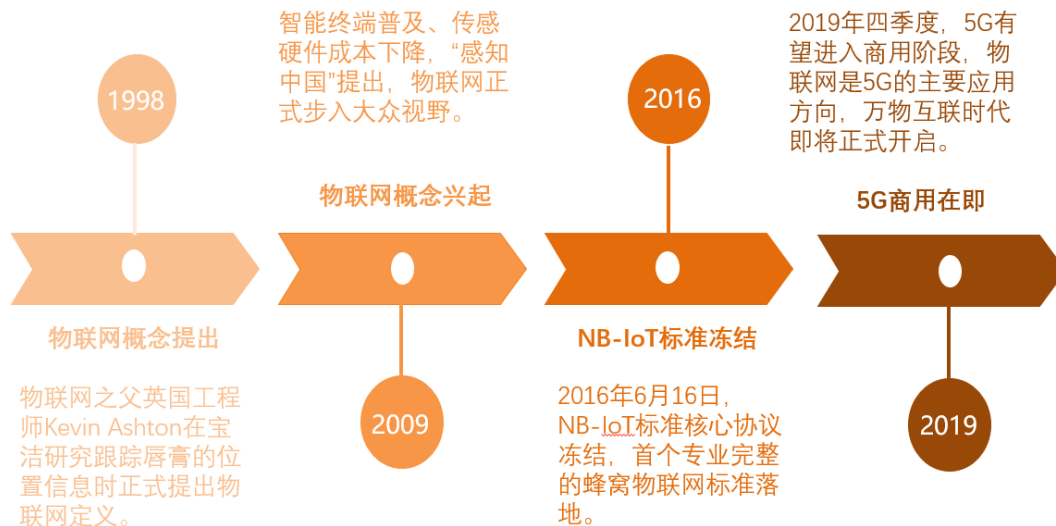 1998
物联网概念提出
物联网之父英国工程
师Kevin Ashton在宝
洁研究跟踪唇膏的位
置信息时正式提出物
联网定义。
智能终端普及、传感
硬件成本下降，“感知
中国”提出，物联网正
式步入大众视野。
物联网概念兴起
2009
2016
NB-IoT标准冻结
2016年6月16日，
NB-IoT标准核心协议
冻结，首个专业完整
的蜂窝物联网标准落
地。
2019年四季度，5G有
望进入商用阶段，物
联网是5G的主要应用
方向，万物互联时代
即将正式开启。
5G商用在即
2019